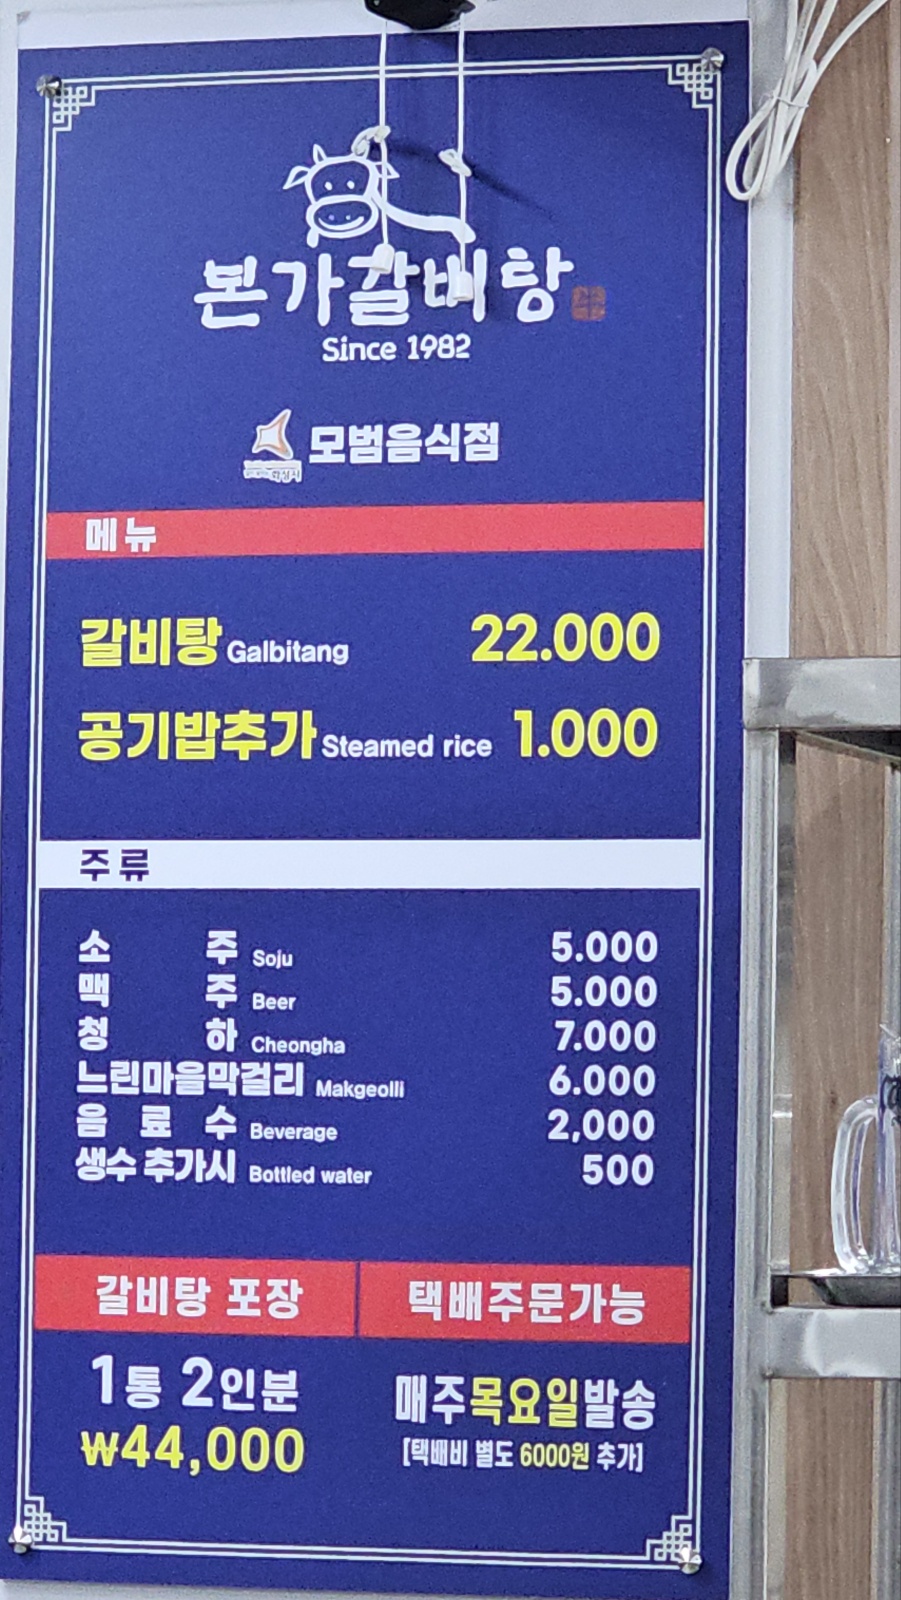 본가갈비탕
Since 1982
화성시
모범음식점
메뉴
갈비탕 Galbitang 22.000
공기밥추가 Steamed rice 1.000
주류
소 주 Soju 5.000
맥 주 Beer 5.000
청 하 Cheongha 7.000
느린마을막걸리 Makgeolli 6.000
음 료 수 Beverage 2,000
생수 추가시 Bottled water 500
갈비탕 포장
1통 2인분
₩44,000
택배주문가능
매주목요일발송
[택배비 별도 6000원 추가]